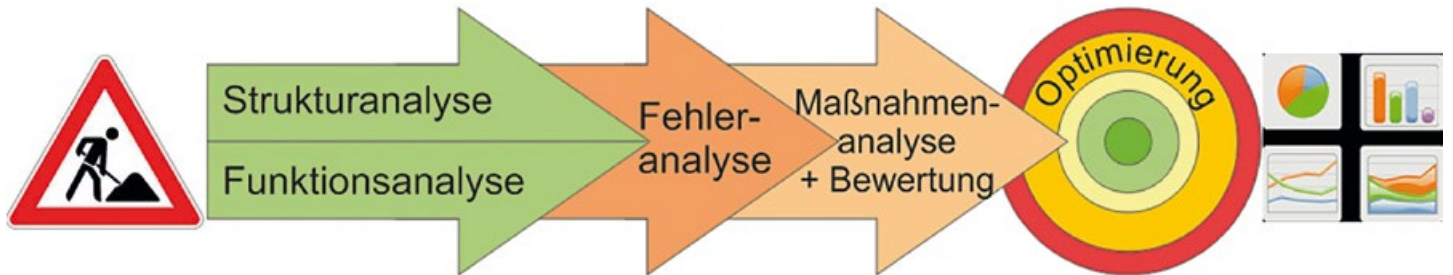 Strukturanalyse
Funktionsanalyse
Fehler-
analyse
Maßnahmen-
analyse
+ Bewertung
Optimierung